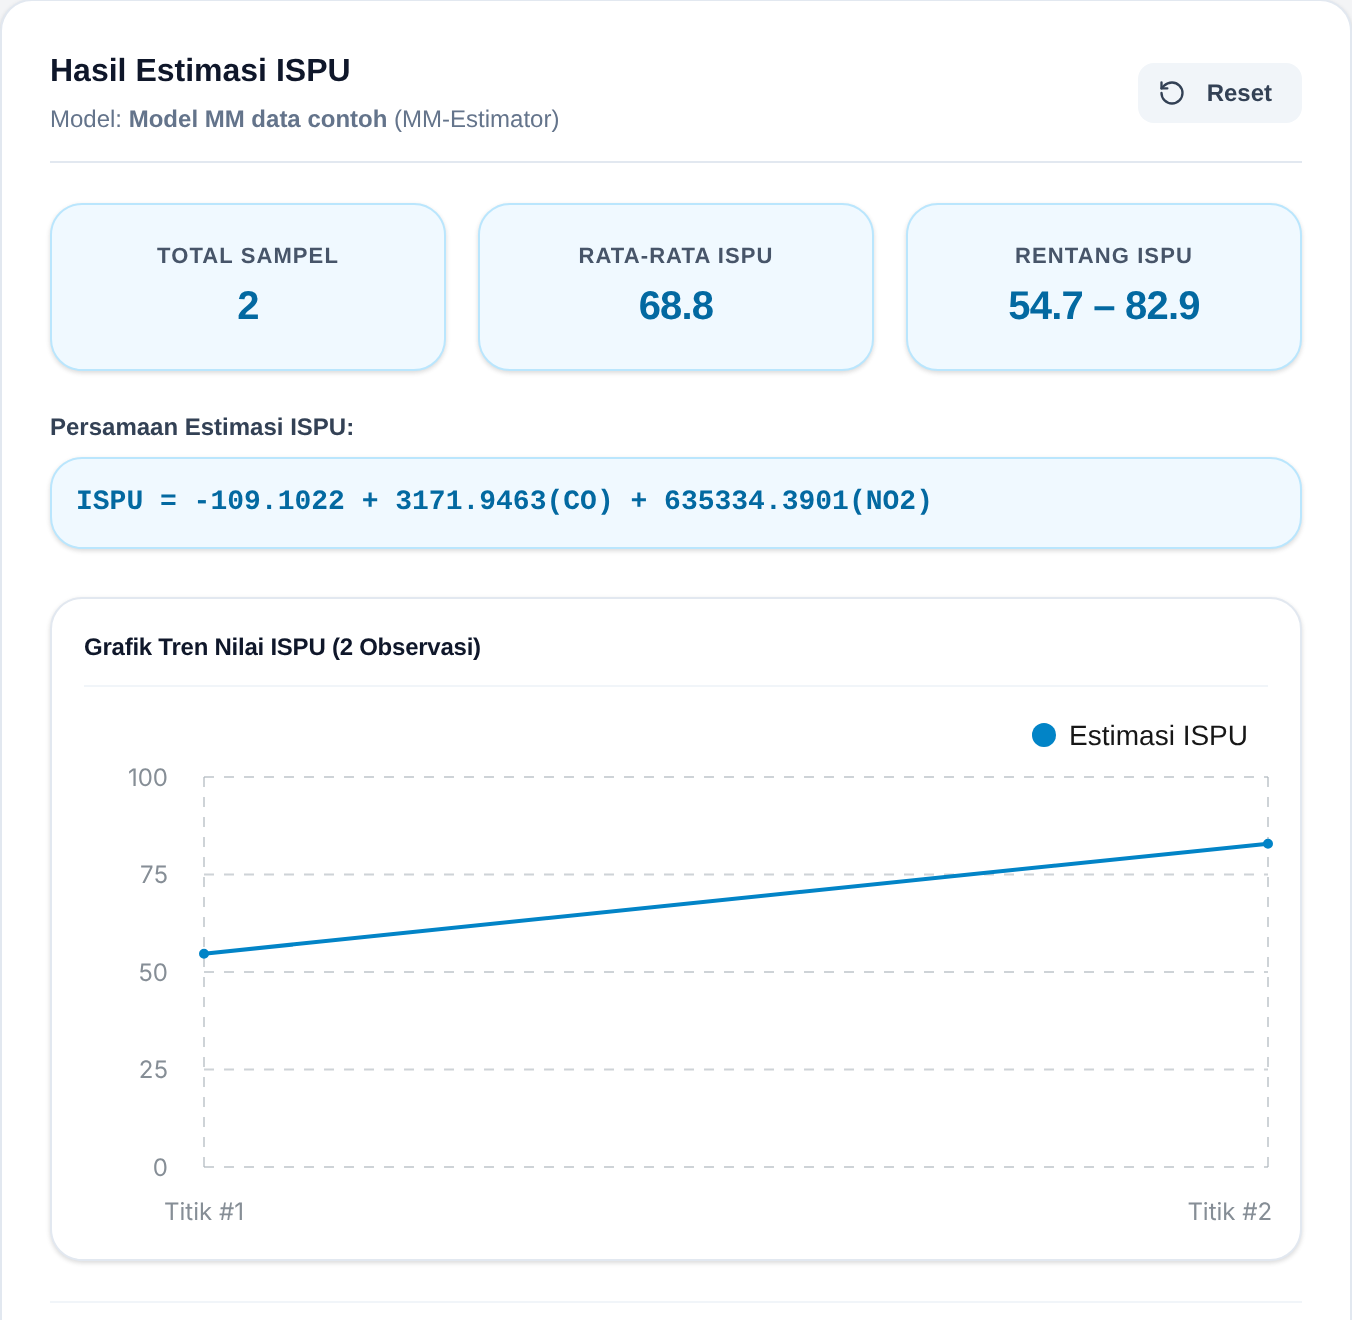 Hasil Estimasi ISPU
Reset
Model: Model MM data contoh (MM-Estimator)
TOTAL SAMPEL
2
RATA-RATA ISPU
68.8
RENTANG ISPU
54.7 – 82.9
Persamaan Estimasi ISPU:
ISPU = -109.1022 + 3171.9463(CO) + 635334.3901(NO2)
Grafik Tren Nilai ISPU (2 Observasi)
Estimasi ISPU
100
75
50
25
0
Titik #1
Titik #2